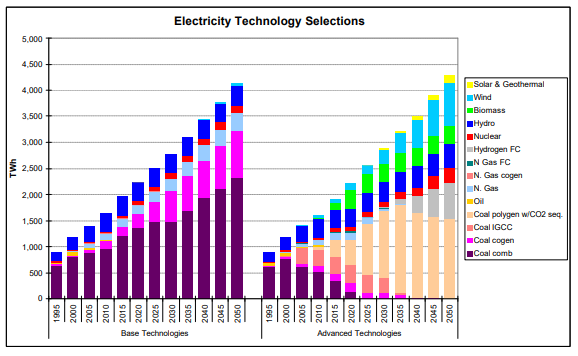 Electricity Technology Selections
5,000
4,500
4,000
3,500
3,000
2,500
2,000
1,500
1,000
500
0
TWh
1995 2000 2005 2010 2015 2020 2025 2030 2035 2040 2045 2050 1995 2000 2005 2010 2015 2020 2025 2030 2035 2040 2045 2050
Base Technologies Advanced Technologies
Solar & Geothermal
Wind
Biomass
Hydro
Nuclear
Hydrogen FC
N Gas FC
N. Gas cogen
N. Gas
Oil
Coal polygen w/CO2 seq.
Coal IGCC
Coal cogen
Coal comb